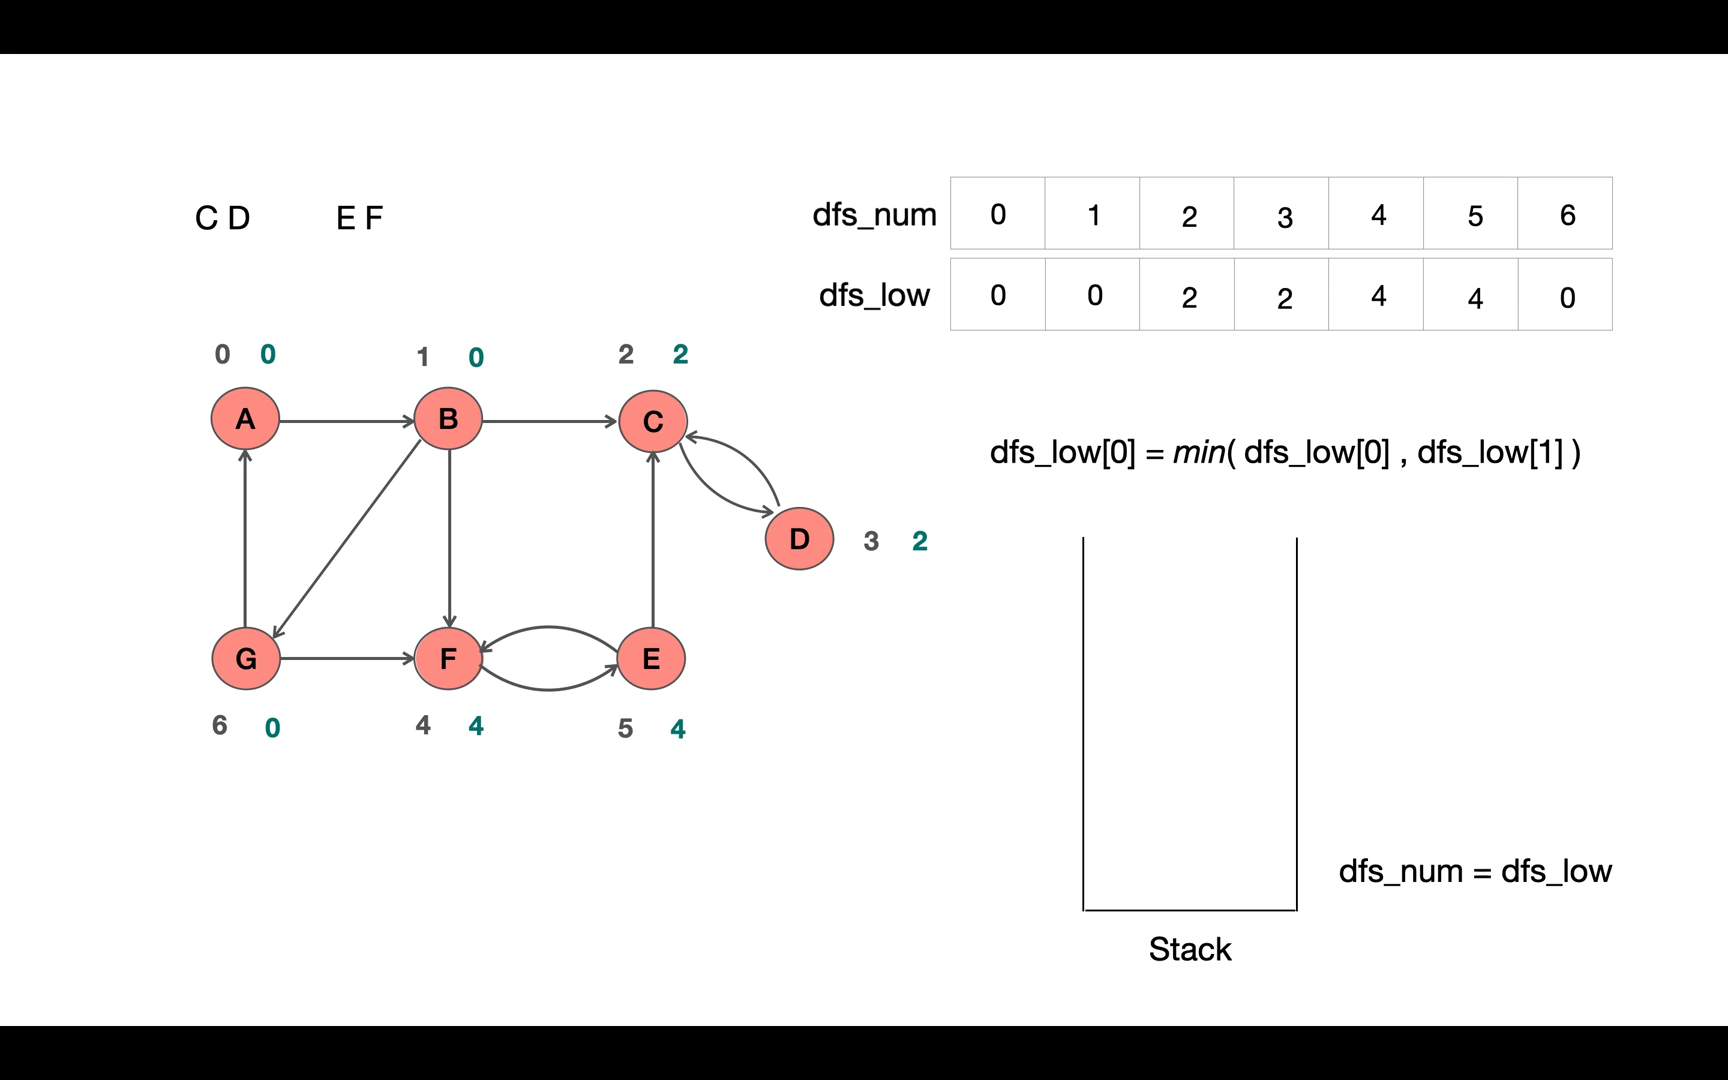 C D E F
dfs_num 0 1 2 3 4 5 6
dfs_low 0 0 2 2 4 4 0
0 0 1 0 2 2
A B C
dfs_low[0] = min( dfs_low[0] , dfs_low[1] )
D 3 2
G F E
6 0 4 4 5 4
dfs_num = dfs_low
Stack